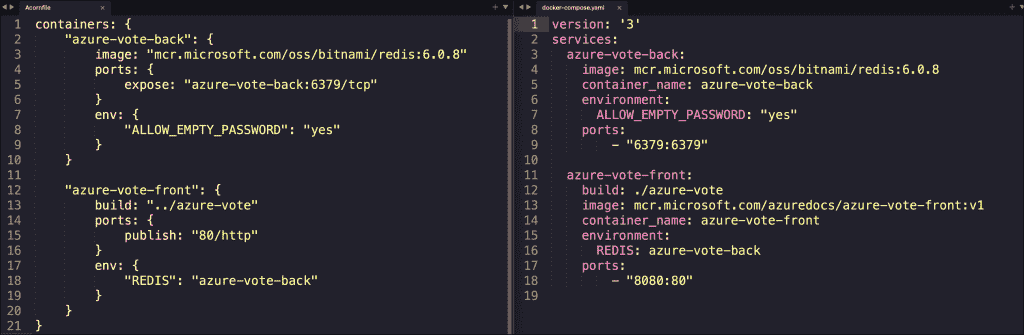 Acornfile
1 containers: {
2     "azure-vote-back": {
3         image: "mcr.microsoft.com/oss/bitnami/redis:6.0.8"
4         ports: {
5             expose: "azure-vote-back:6379/tcp"
6         }
7         env: {
8             "ALLOW_EMPTY_PASSWORD": "yes"
9         }
10     }
11
12     "azure-vote-front": {
13         build: "../azure-vote"
14         ports: {
15             publish: "80/http"
16         }
17         env: {
18             "REDIS": "azure-vote-back"
19         }
20     }
21 }
docker-compose.yaml
1 version: '3'
2 services:
3   azure-vote-back:
4     image: mcr.microsoft.com/oss/bitnami/redis:6.0.8
5     container_name: azure-vote-back
6     environment:
7       ALLOW_EMPTY_PASSWORD: "yes"
8     ports:
9         - "6379:6379"
10
11   azure-vote-front:
12     build: ./azure-vote
13     image: mcr.microsoft.com/azuredocs/azure-vote-front:v1
14     container_name: azure-vote-front
15     environment:
16       REDIS: azure-vote-back
17     ports:
18         - "8080:80"
19